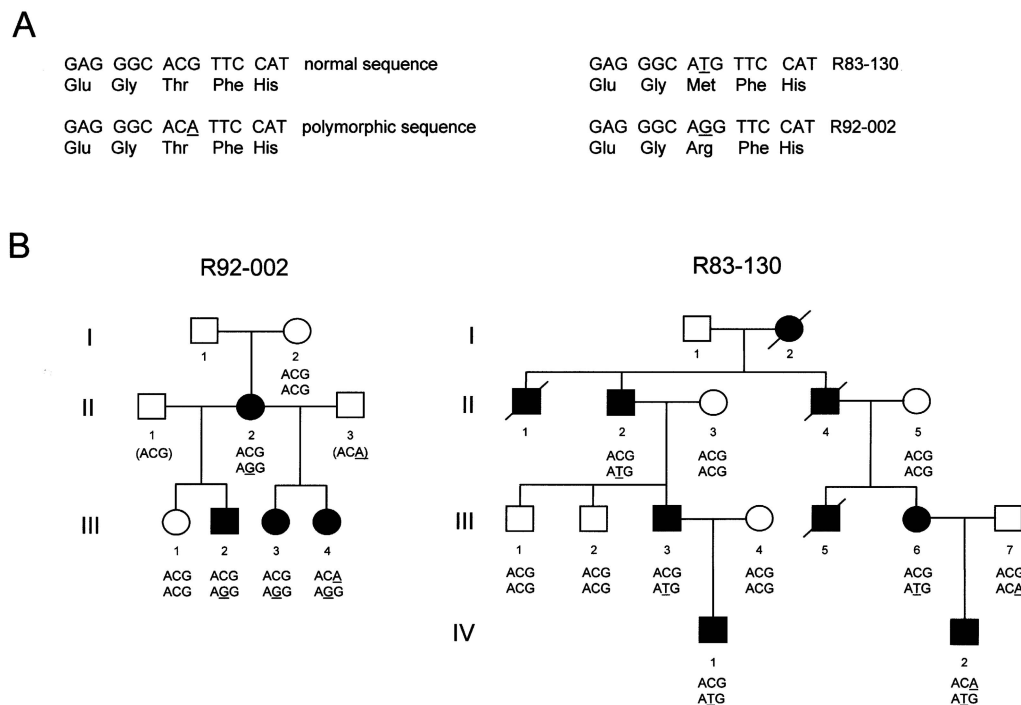 A
GAG GGC ACG TTC CAT normal sequence
Glu Gly Thr Phe His
GAG GGC ACA TTC CAT polymorphic sequence
Glu Gly Thr Phe His
GAG GGC ATG TTC CAT R83-130
Glu Gly Met Phe His
GAG GGC AGG TTC CAT R92-002
Glu Gly Arg Phe His
B
R92-002
I
1 2
ACG
ACG
II
1 2 3
(ACG) ACG (ACA)
AGG
III
1 2 3 4
ACG ACG ACG ACA
ACG AGG AGG AGG
R83-130
I
1 2
II
1 2 3 4 5
ACG ACG ACG
ATG ACG ACG
III
1 2 3 4 5 6 7
ACG ACG ACG ACG ACG ACG
ACG ACG ATG ACG ATG ACA
IV
1 2
ACG ACA
ATG ATG